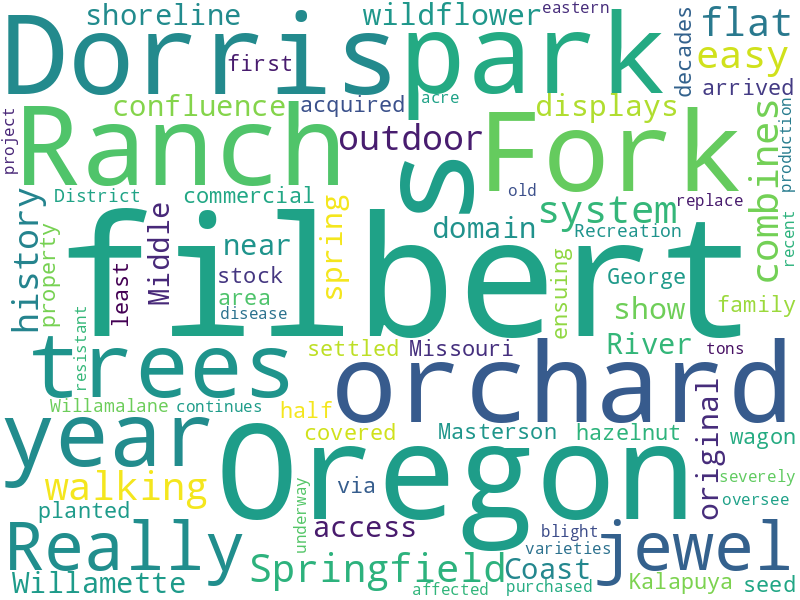 shoreline
wildflower
eastern
Dorris
park
decades
flat
easy
first
arrived
project
confluence
acquired
acre
displays
production
Ranch
outdoor
Fork
combines
s
District
commercial
old
replace
history
property
Middle
near
spring
domain
system
Recreation
recent
filbert
least
stock
area
disease
ensuing
George
show
family
resistant
trees
settled
Missouri
River
tons
Willamalane
continues
half
orchard
year
covered
Masterson
hazelnut
original
wagon
Oregon
walking
via
severely
oversee
planted
underway
access
blight
varieties
Really
Springfield
Coast
jewel
Willamette
affected
purchased
Kalapuya
seed